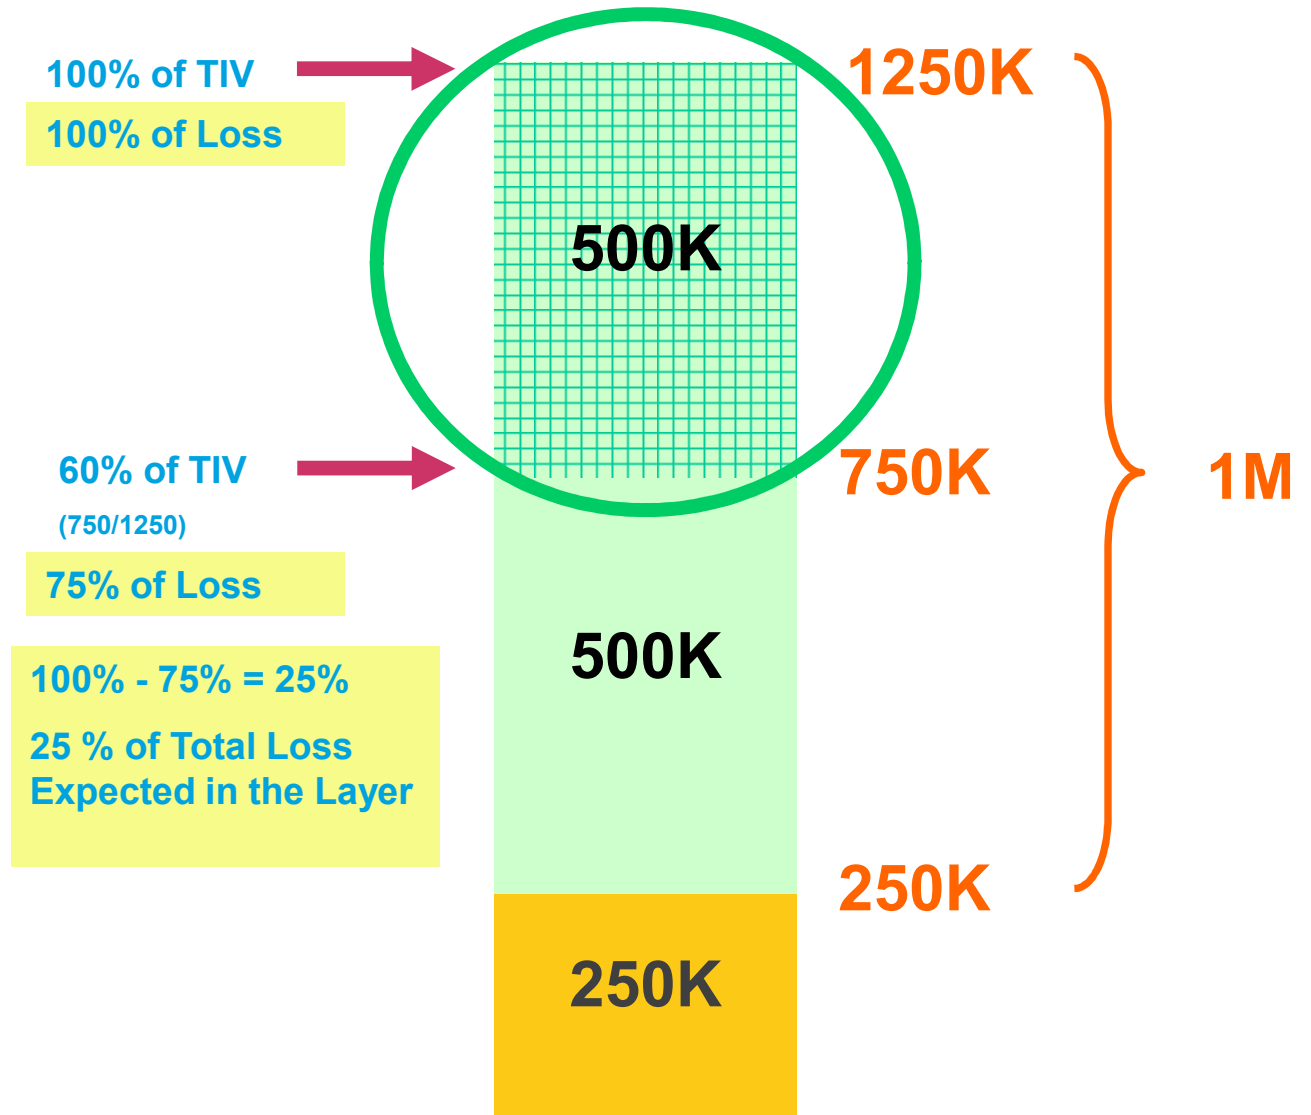 100% of TIV
100% of Loss
1250K
500K
60% of TIV
(750/1250)
750K
1M
75% of Loss
500K
100% - 75% = 25%
25 % of Total Loss
Expected in the Layer
250K
250K